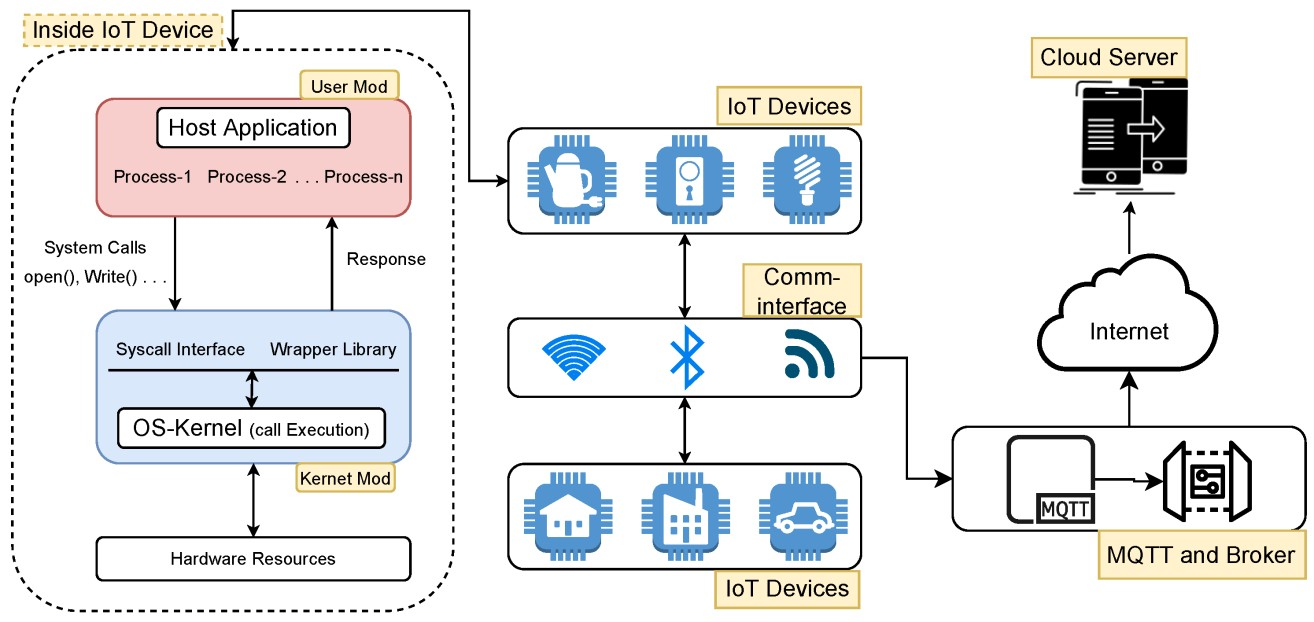 Inside IoT Device
User Mod
Host Application
Process-1 Process-2 . . . Process-n
System Calls
open(), Write() . . .
Response
Syscall Interface Wrapper Library
OS-Kernel (call Execution)
Kernet Mod
Hardware Resources
IoT Devices
Comm-
interface
IoT Devices
Cloud Server
Internet
MQTT
MQTT and Broker